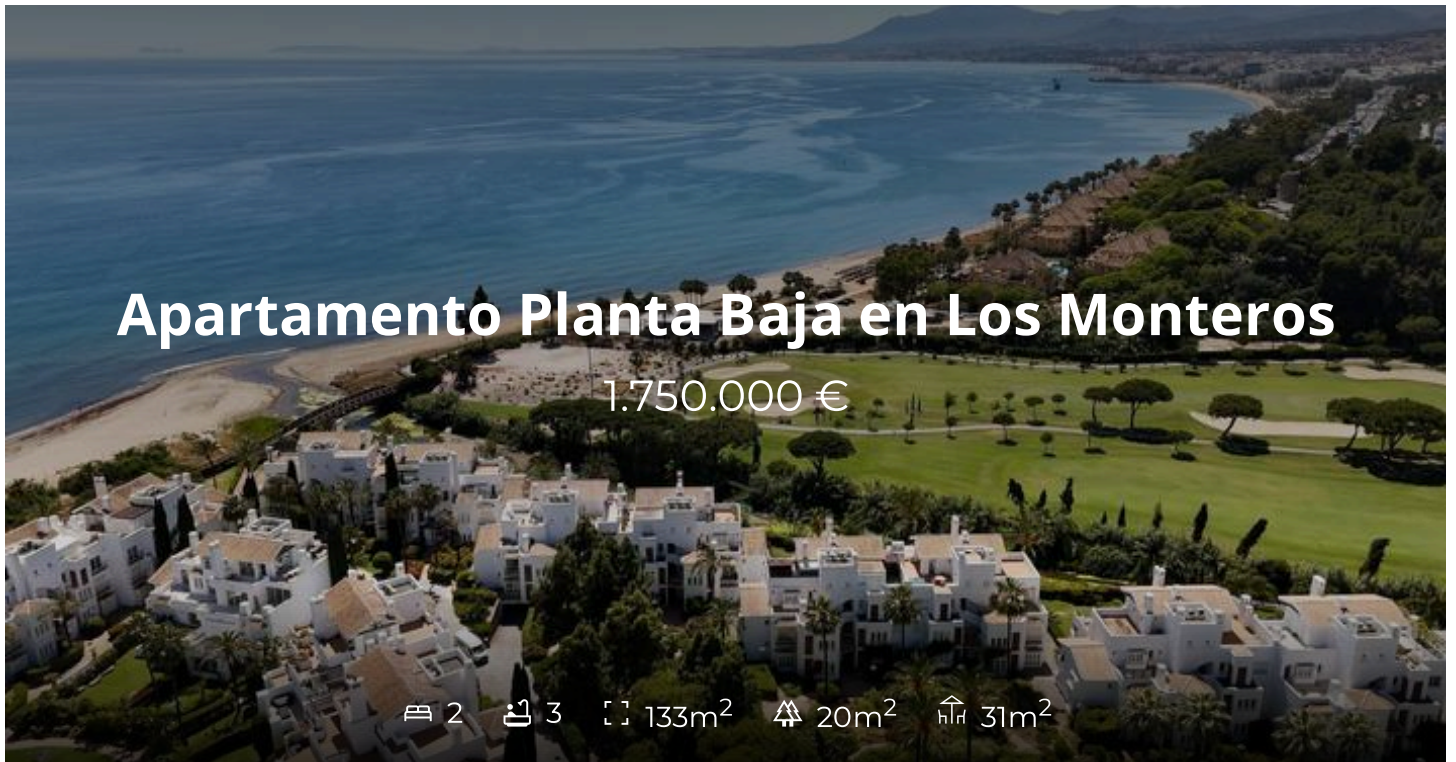 Apartamento Planta Baja en Los Monteros
1.750.000 €
2 3 133m² 20m² 31m²